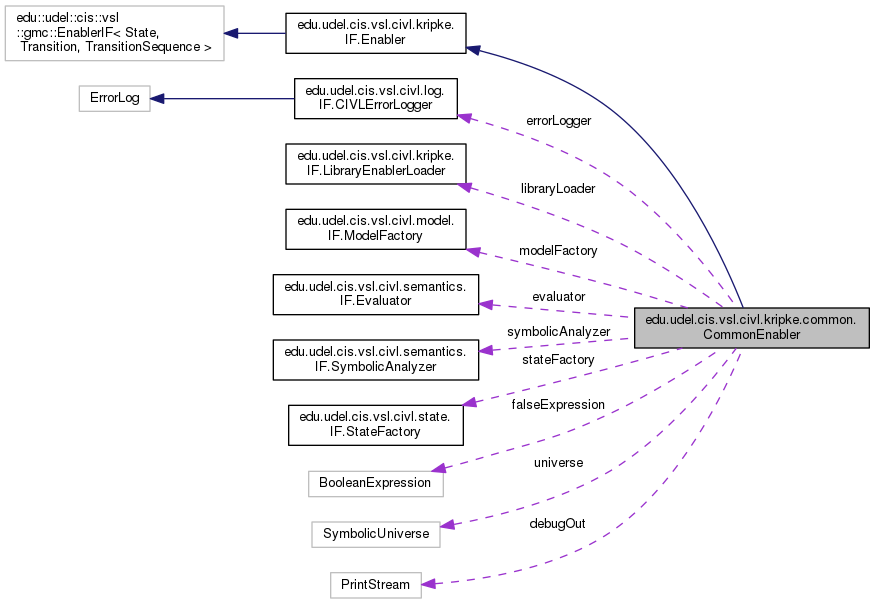 edu::udel::cis::vsl
::gmc::EnablerIF< State,
Transition, TransitionSequence >
edu.udel.cis.vsl.civl.kripke.
IF.Enabler
ErrorLog
edu.udel.cis.vsl.civl.log.
IF.CIVLErrorLogger
errorLogger
edu.udel.cis.vsl.civl.kripke.
IF.LibraryEnablerLoader
libraryLoader
edu.udel.cis.vsl.civl.model.
IF.ModelFactory
modelFactory
edu.udel.cis.vsl.civl.semantics.
IF.Evaluator
evaluator
edu.udel.cis.vsl.civl.kripke.common.
CommonEnabler
edu.udel.cis.vsl.civl.semantics.
IF.SymbolicAnalyzer
symbolicAnalyzer
stateFactory
edu.udel.cis.vsl.civl.state.
IF.StateFactory
falseExpression
BooleanExpression
universe
SymbolicUniverse
debugOut
PrintStream